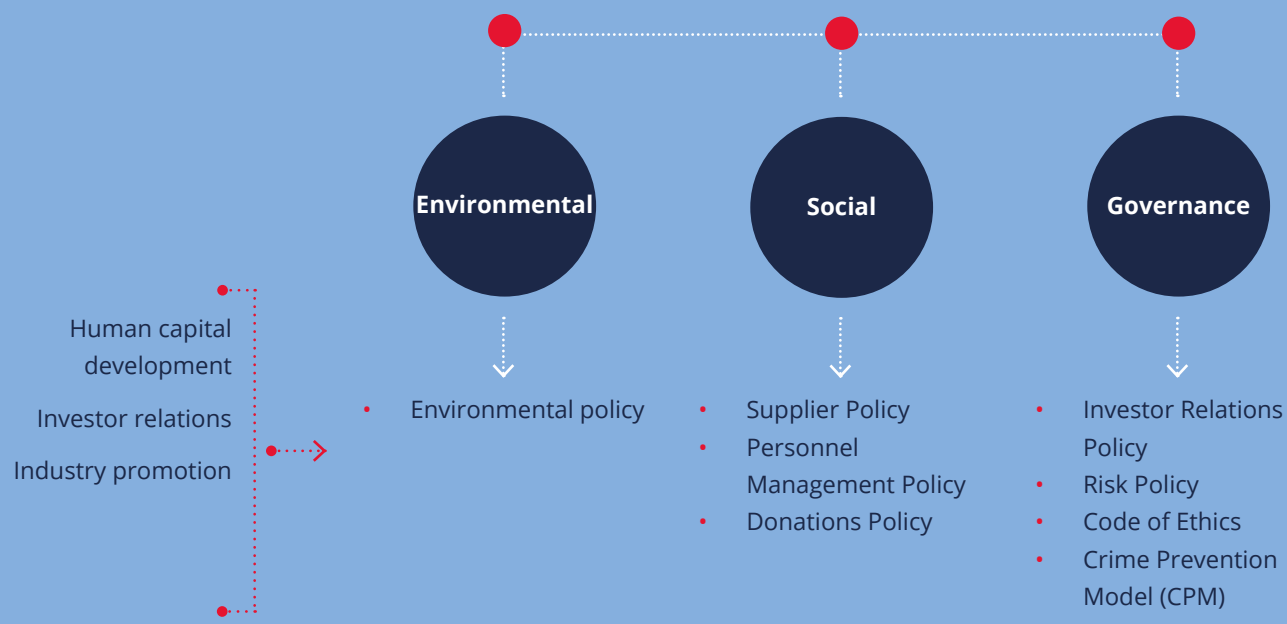 Environmental
Social
Governance
Human capital
development
Investor relations
Industry promotion
• Environmental policy
• Supplier Policy
• Personnel
Management Policy
• Donations Policy
• Investor Relations
Policy
• Risk Policy
• Code of Ethics
• Crime Prevention
Model (CPM)